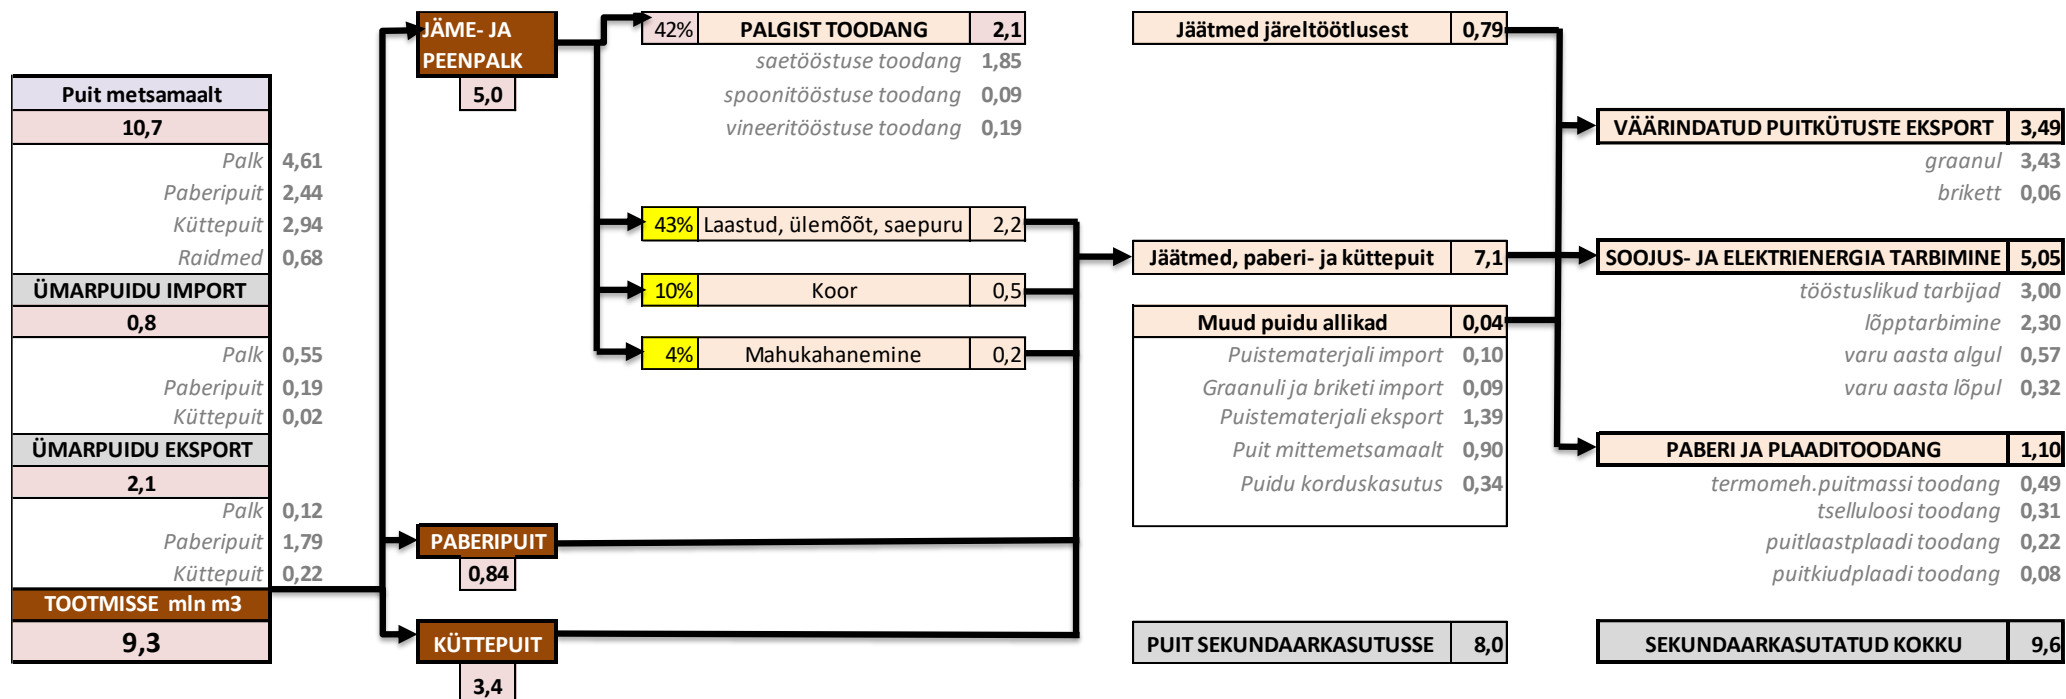 Puit metsamaalt
10,7
Palk 4,61
Paberipuit 2,44
Küttepuit 2,94
Raidmed 0,68
ÜMARPUIDU IMPORT
0,8
Palk 0,55
Paberipuit 0,19
Küttepuit 0,02
ÜMARPUIDU EKSPORT
2,1
Palk 0,12
Paberipuit 1,79
Küttepuit 0,22
TOOTMISSE mln m3
9,3
JÄME- JA
PEENPALK
5,0
PABERIPUIT
0,84
KÜTTEPUIT
3,4
42% PALGIST TOODANG 2,1
saetööstuse toodang 1,85
spoonitööstuse toodang 0,09
vineeritööstuse toodang 0,19
43% Laastud, ülemõõt, saepuru 2,2
10% Koor 0,5
4% Mahukahanemine 0,2
Jäätmed järeltöötlusest 0,79
Jäätmed, paberi- ja küttepuit 7,1
Muud puidu allikad 0,04
Puistematerjali import 0,10
Graanuli ja briketi import 0,09
Puistematerjali eksport 1,39
Puit mittemetsamaalt 0,90
Puidu korduskasutus 0,34
PUIT SEKUNDAARKASUTUSSE 8,0
VÄÄRINDATUD PUITKÜTUSTE EKSPORT 3,49
graanul 3,43
brikett 0,06
SOOJUS- JA ELEKTRIENERGIA TARBIMINE 5,05
tööstuslikud tarbijad 3,00
lõpptarbimine 2,30
varu aasta algul 0,57
varu aasta lõpul 0,32
PABERI JA PLAADITOODANG 1,10
termomeh.puitmassi toodang 0,49
tselluloosi toodang 0,31
puitlaastplaadi toodang 0,22
puitkiudplaadi toodang 0,08
SEKUNDAARKASUTATUD KOKKU 9,6